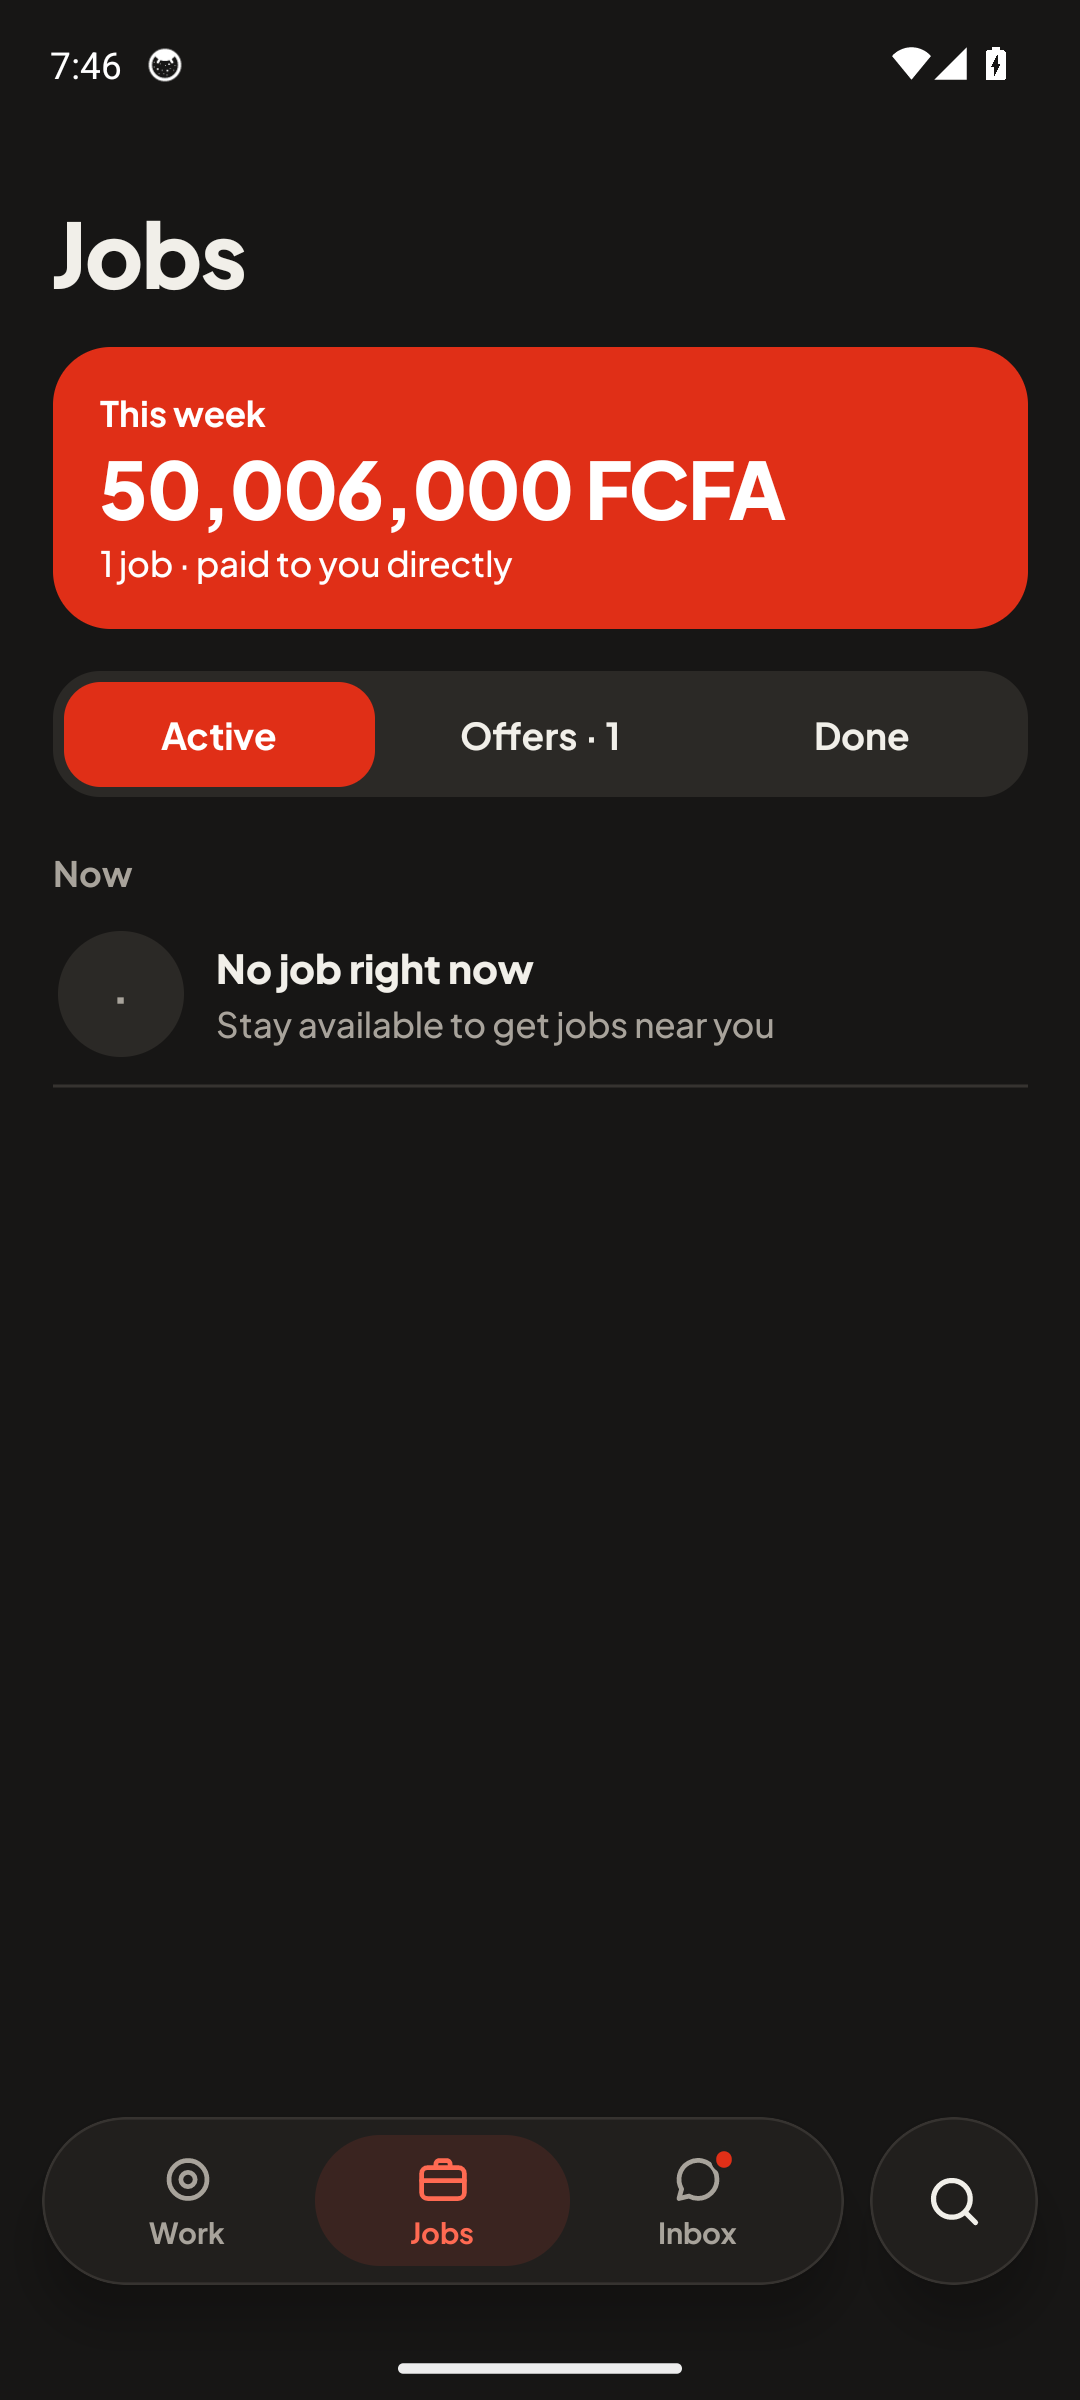 7:46
Jobs
This week
50,006,000 FCFA
1 job · paid to you directly
Active
Offers · 1
Done
Now
No job right now
Stay available to get jobs near you
Work
Jobs
Inbox